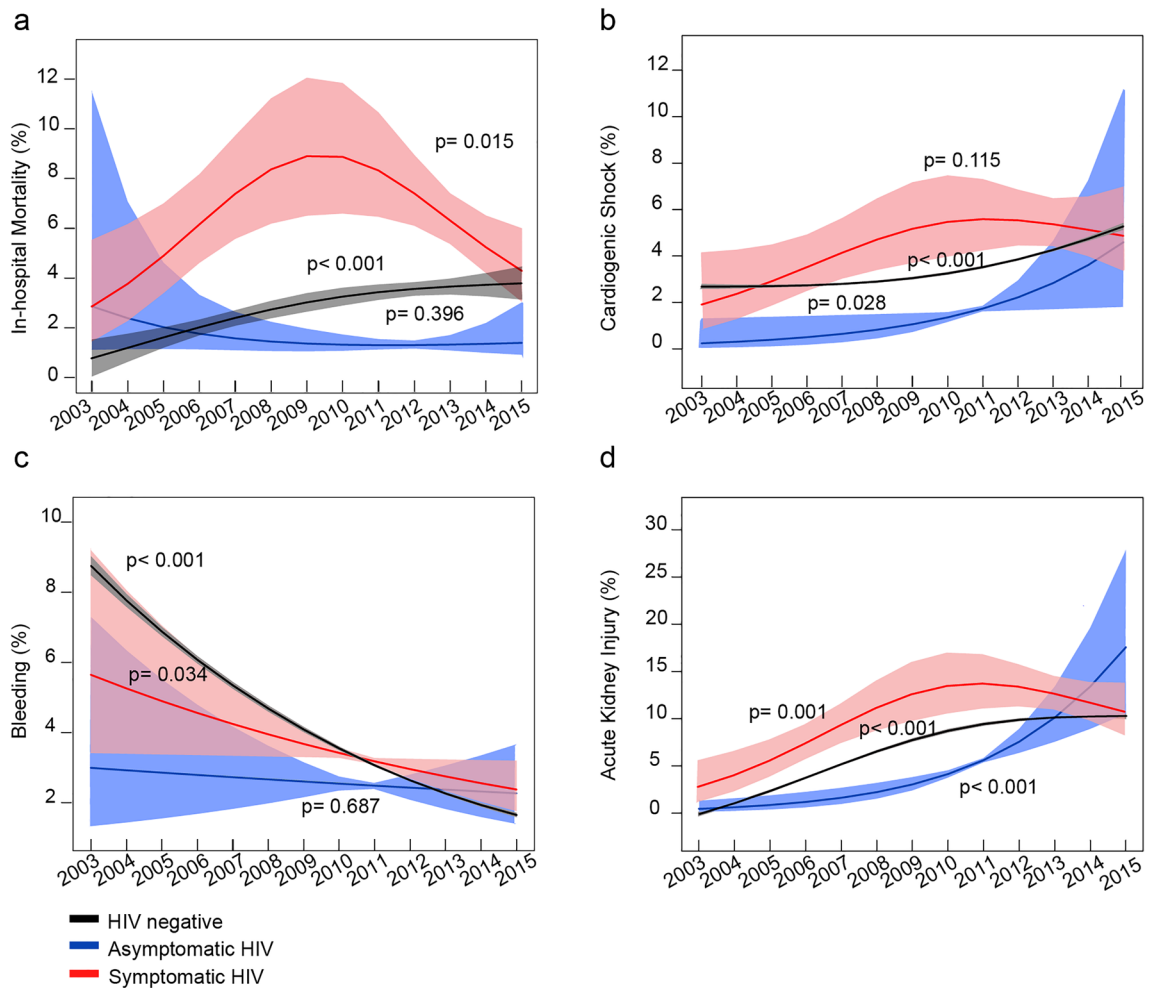 a
In-hospital Mortality (%)
12
10
8
6
4
2
0
p= 0.015
p< 0.001
p= 0.396
2003 2004 2005 2006 2007 2008 2009 2010 2011 2012 2013 2014 2015
b
Cardiogenic Shock (%)
12
10
8
6
4
2
0
p= 0.115
p< 0.001
p= 0.028
2003 2004 2005 2006 2007 2008 2009 2010 2011 2012 2013 2014 2015
c
Bleeding (%)
10
8
6
4
2
p< 0.001
p= 0.034
p= 0.687
2003 2004 2005 2006 2007 2008 2009 2010 2011 2012 2013 2014 2015
d
Acute Kidney Injury (%)
30
25
20
15
10
5
0
p= 0.001
p< 0.001
p< 0.001
2003 2004 2005 2006 2007 2008 2009 2010 2011 2012 2013 2014 2015
HIV negative
Asymptomatic HIV
Symptomatic HIV